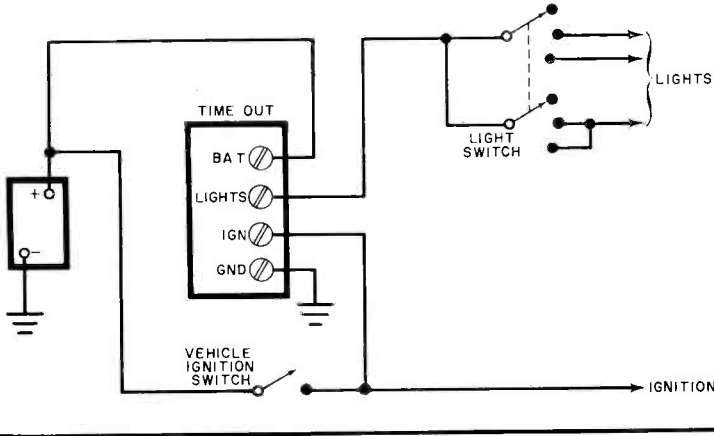 TIME OUT
BAT
LIGHTS
IGN
GND
+
-
LIGHT
SWITCH
LIGHTS
VEHICLE
IGNITION
SWITCH
IGNITION